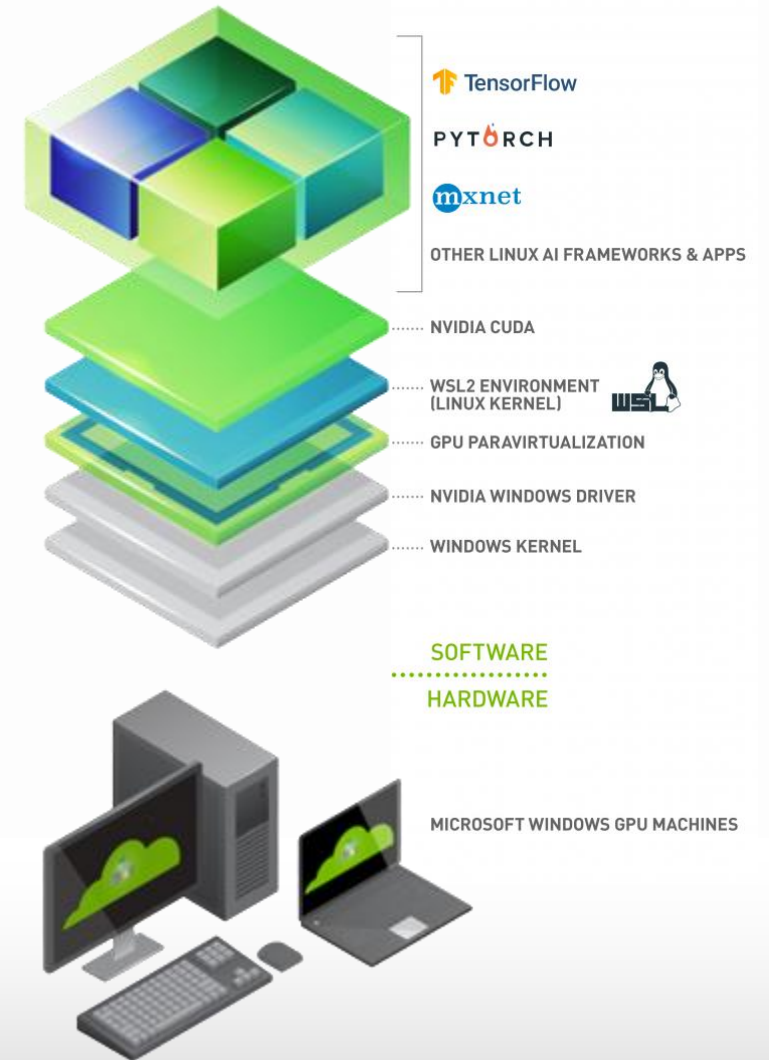 TensorFlow
PYTORCH
mxnet
OTHER LINUX AI FRAMEWORKS & APPS
NVIDIA CUDA
WSL2 ENVIRONMENT
(LINUX KERNEL)
WSL
GPU PARAVIRTUALIZATION
NVIDIA WINDOWS DRIVER
WINDOWS KERNEL
SOFTWARE
HARDWARE
MICROSOFT WINDOWS GPU MACHINES